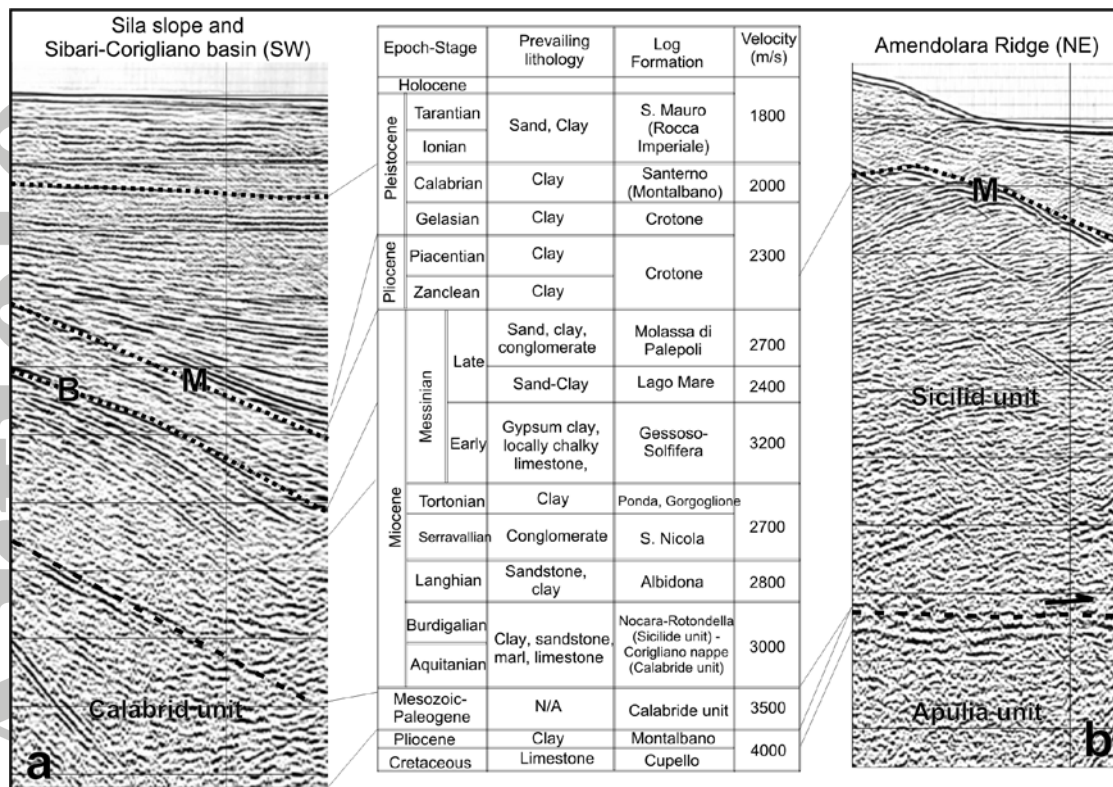 Sila slope and
Sibari-Corigliano basin (SW)
M
B
Calabrid unit
a
Epoch-Stage
Prevailing
lithology
Log
Formation
Velocity
(m/s)
Holocene
Pleistocene
Tarantian
Ionian
Sand, Clay
S. Mauro
(Rocca
Imperiale)
1800
Calabrian
Clay
Santerno
(Montalbano)
2000
Gelasian
Clay
Crotone
2300
Pliocene
Piacentian
Clay
Crotone
Zanclean
Clay
Miocene
Messinian
Late
Sand, clay,
conglomerate
Molassa di
Palepoli
2700
Sand-Clay
Lago Mare
2400
Early
Gypsum clay,
locally chalky
limestone,
Gessoso-
Solfifera
3200
Tortonian
Clay
Ponda, Gorgoglione
2700
Serravallian
Conglomerate
S. Nicola
Langhian
Sandstone,
clay
Albidona
2800
Burdigalian
Aquitanian
Clay, sandstone,
marl, limestone
Nocara-Rotondella
(Sicilide unit) -
Corigliano nappe
(Calabride unit)
3000
Mesozoic-
Paleogene
N/A
Calabride unit
3500
Pliocene
Clay
Montalbano
4000
Cretaceous
Limestone
Cupello
Amendolara Ridge (NE)
M
Sicilid unit
Apulia unit
b